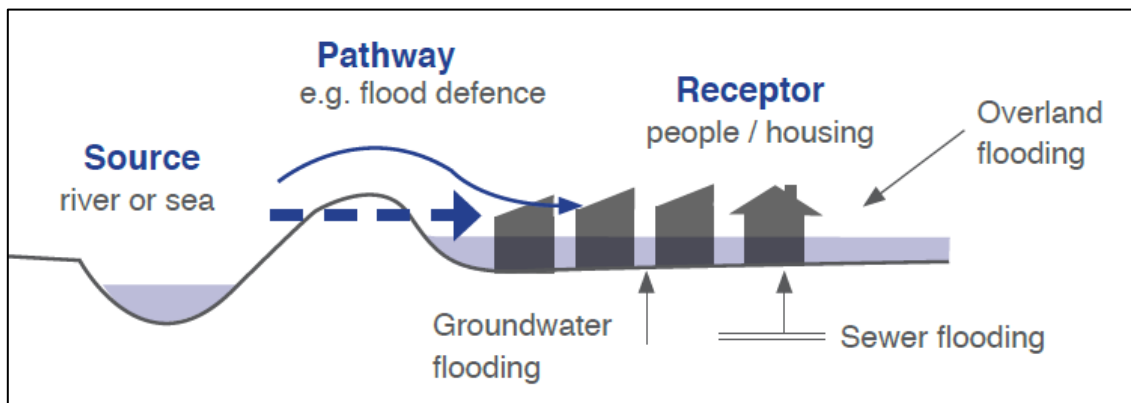 Pathway
e.g. flood defence
Receptor
people / housing
Overland
flooding
Source
river or sea
Groundwater
flooding
Sewer flooding